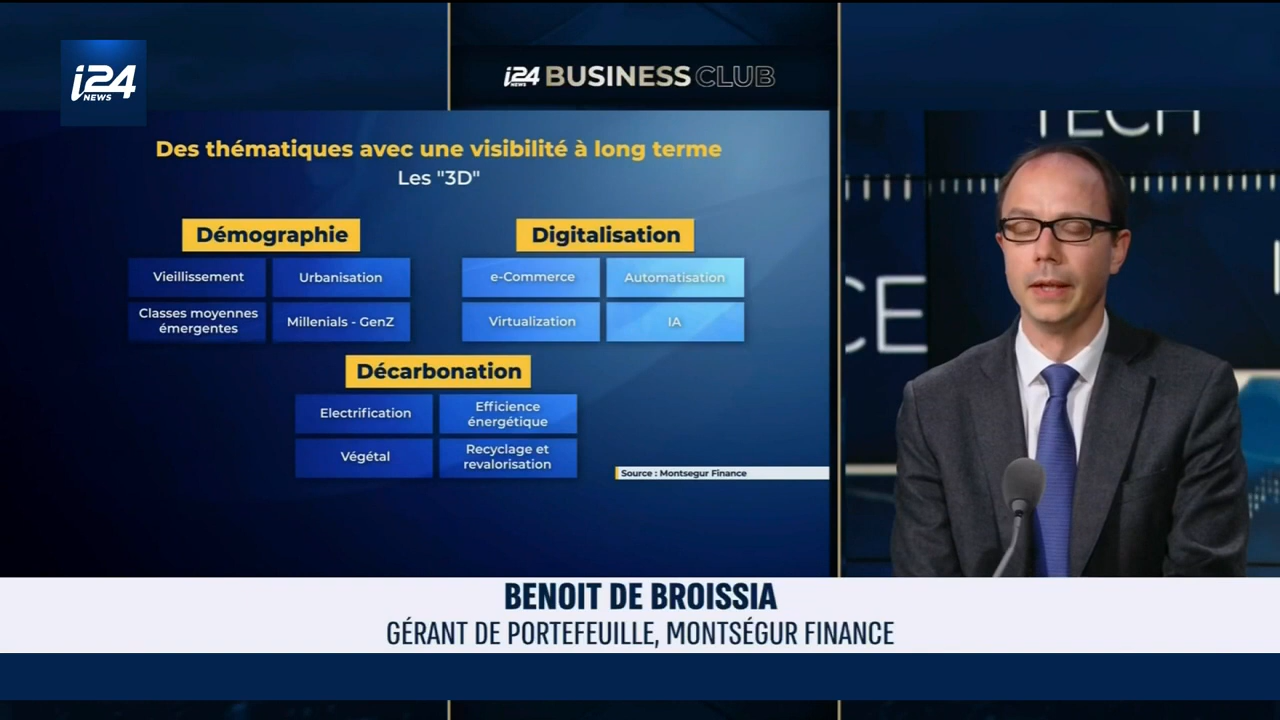 i24
NEWS
i24 NEWS BUSINESS CLUB
TECH
CE
Des thématiques avec une visibilité à long terme
Les "3D"
Démographie
Vieillissement
Urbanisation
Classes moyennes
émergentes
Millenials - GenZ
Digitalisation
e-Commerce
Automatisation
Virtualization
IA
Décarbonation
Electrification
Efficience
énergétique
Végétal
Recyclage et
revalorisation
Source : Montsegur Finance
BENOIT DE BROISSIA
GÉRANT DE PORTEFEUILLE, MONTSÉGUR FINANCE